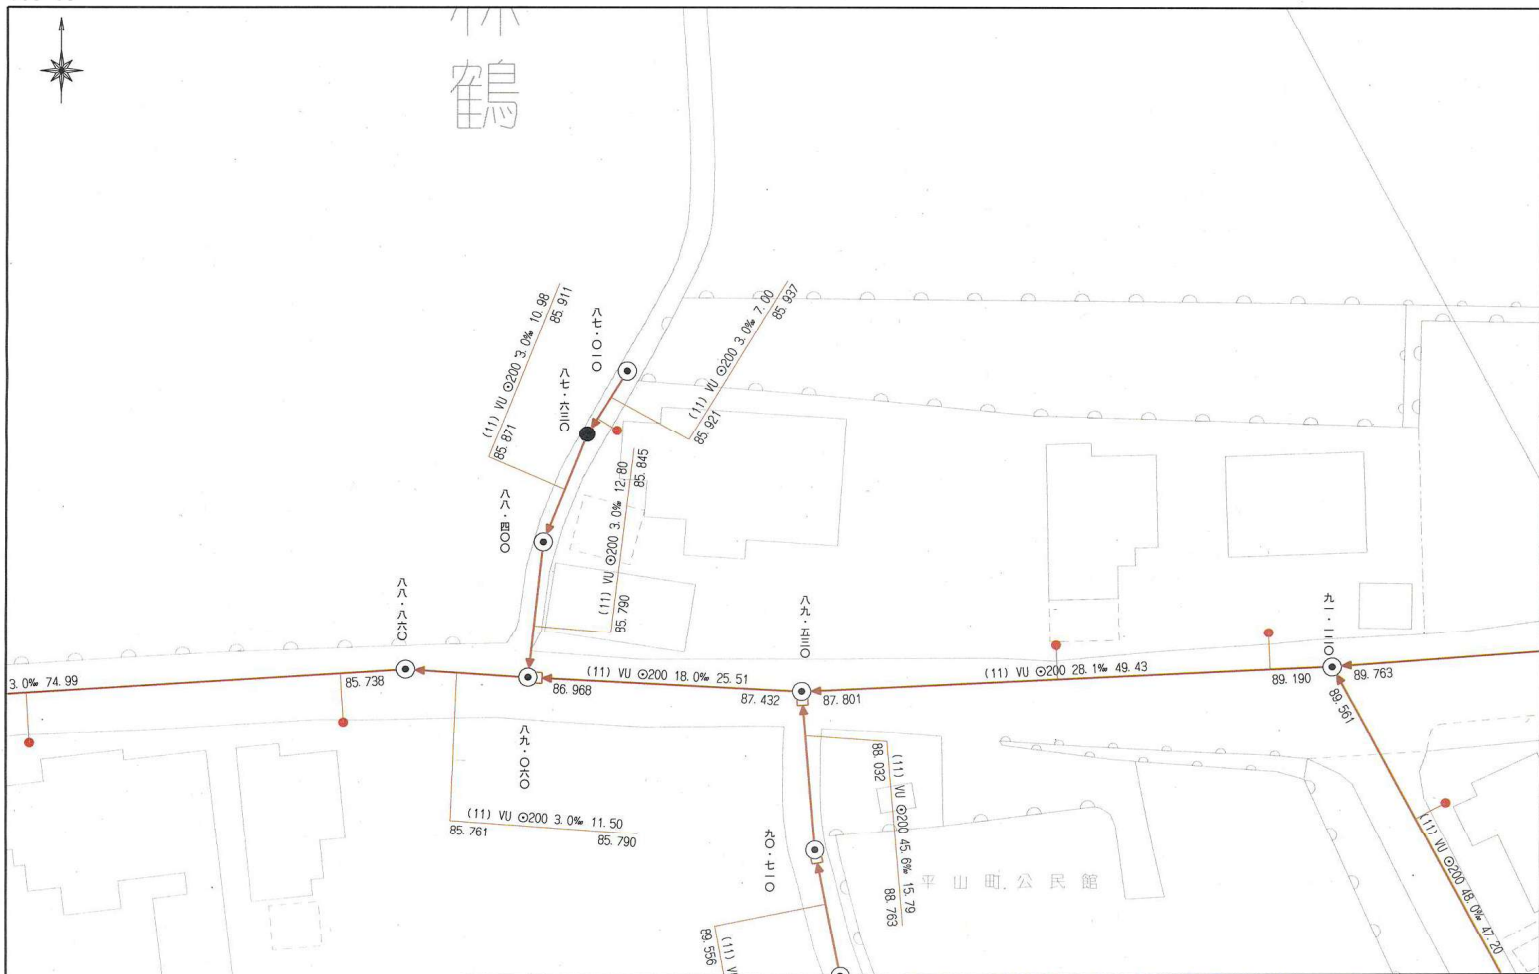 鶴
(11) VU ⊙200 3.0‰ 10.98
85.911
85.871
八七・〇一〇
(11) VU ⊙200 3.0‰ 7.00
85.937
85.921
八七・六三〇
(11) VU ⊙200 3.0‰ 12.80
85.845
85.790
八八・四〇〇
八八・八六〇
八九・五三〇
九一・一一〇
3.0‰ 74.99
85.738
86.968
(11) VU ⊙200 18.0‰ 25.51
87.432
87.801
(11) VU ⊙200 28.1‰ 49.43
89.190
89.763
89.561
八九・〇六〇
(11) VU ⊙200 3.0‰ 11.50
85.761
85.790
88.032
(11) VU ⊙200 45.6‰ 15.79
88.763
九〇・七一〇
平山町公民館
(11) VU ⊙200 48.0‰ 47.20
89.556